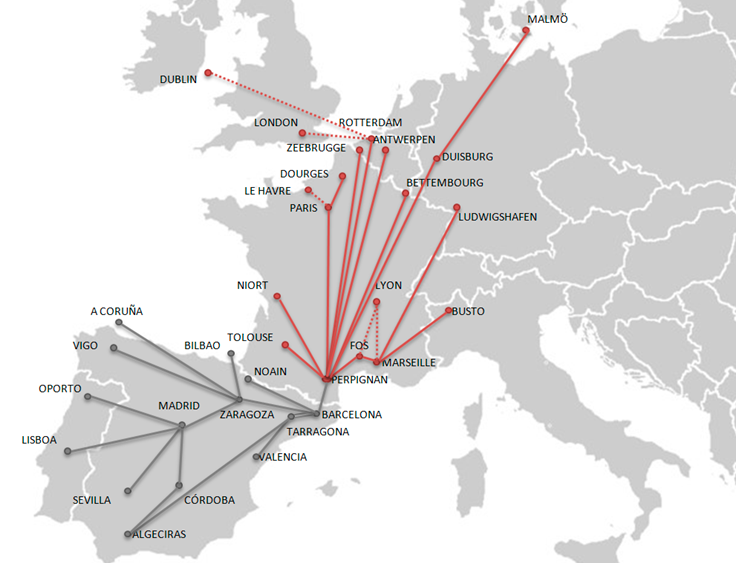 MALMÖ
DUBLIN
LONDON
ROTTERDAM
ANTWERPEN
ZEEBRUGGE
DUISBURG
DOURGES
BETTEMBOURG
LE HAVRE
PARIS
LUDWIGSHAFEN
NIORT
LYON
A CORUÑA
BUSTO
TOLOUSE
VIGO
BILBAO
FOS
MARSEILLE
NOAIN
PERPIGNAN
OPORTO
MADRID
ZARAGOZA
BARCELONA
TARRAGONA
LISBOA
VALENCIA
SEVILLA
CÓRDOBA
ALGECIRAS